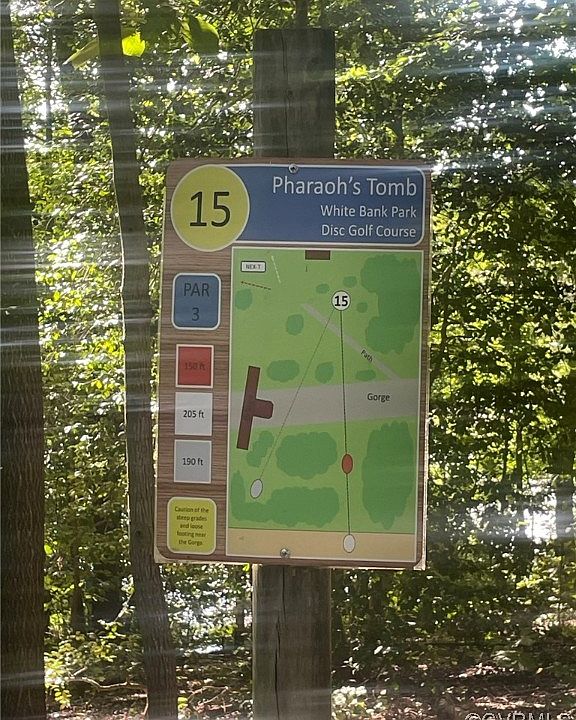 15
Pharaoh's Tomb
White Bank Park
Disc Golf Course
NEXT
15
PAR
3
Path
150 ft
Gorge
205 ft
190 ft
Caution of the
steep grades
and loose
footing near
the Gorge.